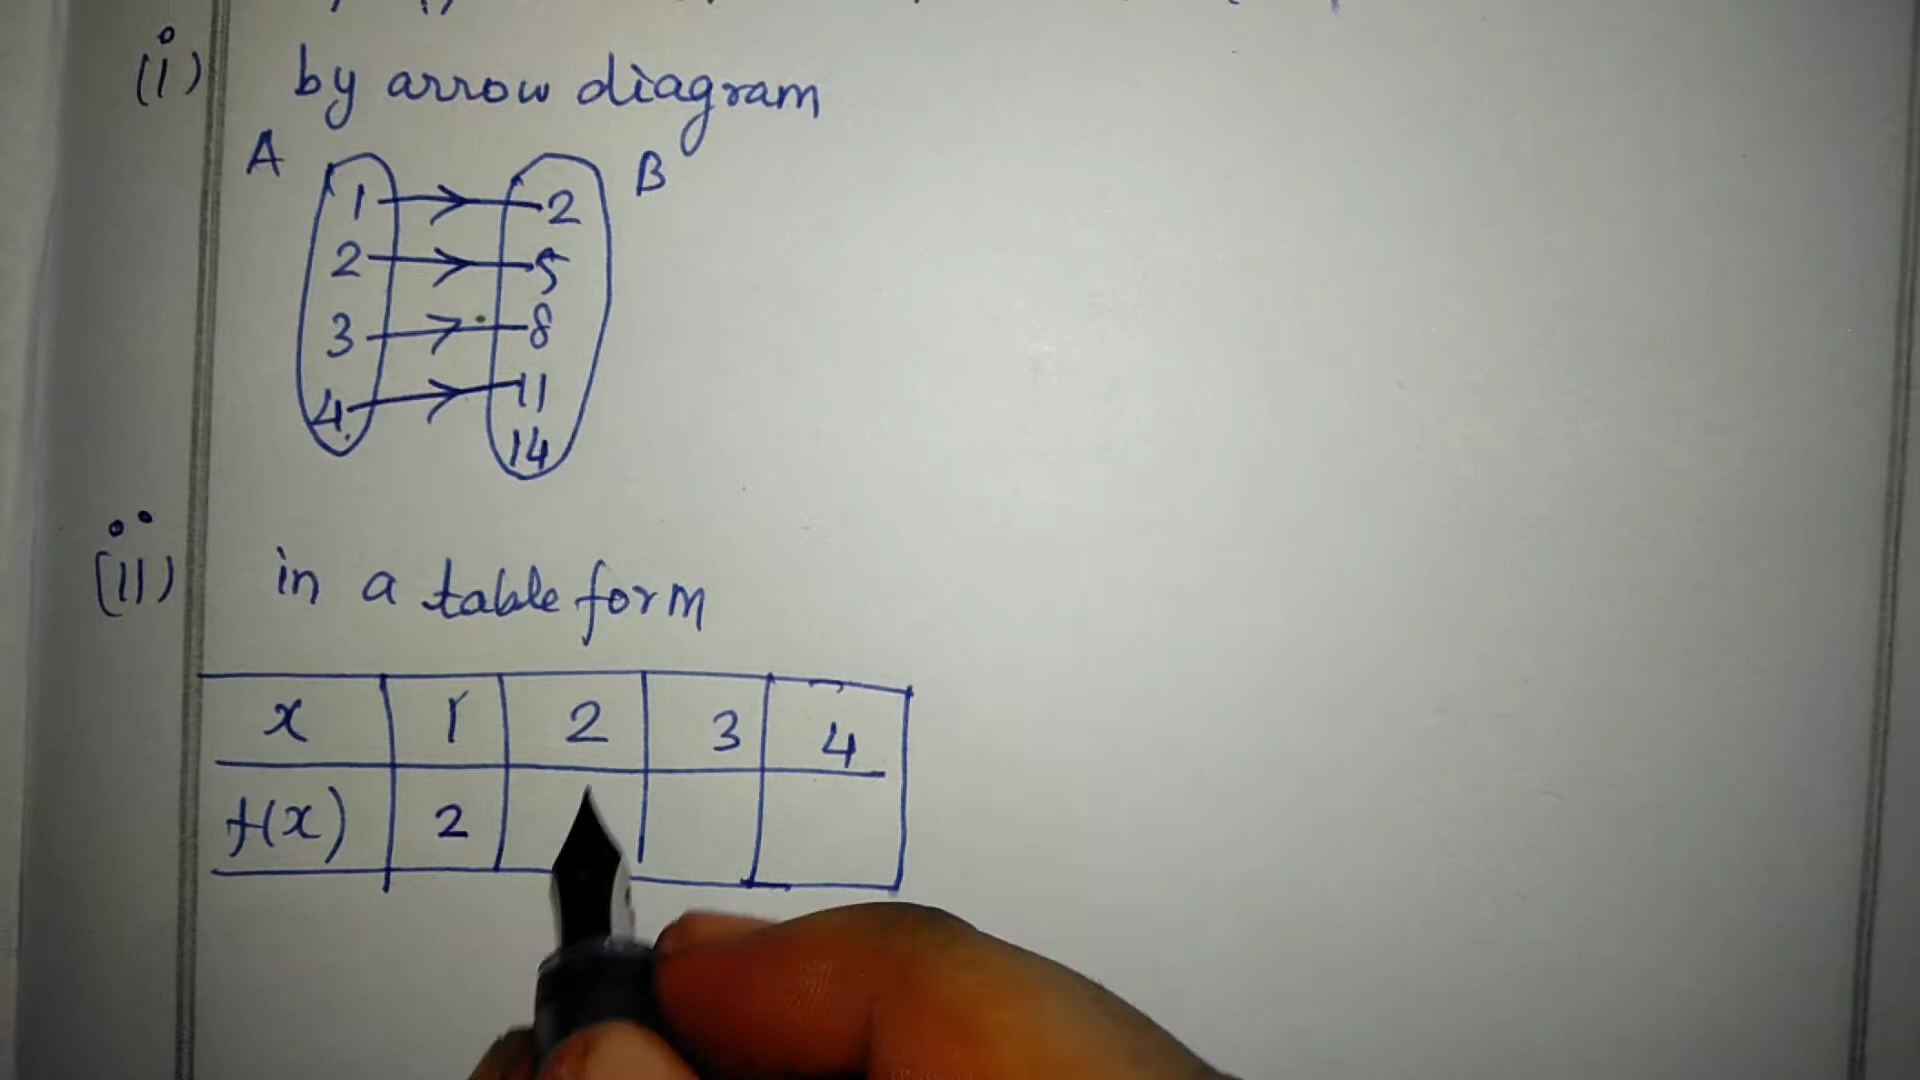 (i) by arrow diagram
A B
1 2
2 5
3 8
4 11
14
(ii) in a table form
x 1 2 3 4
f(x) 2